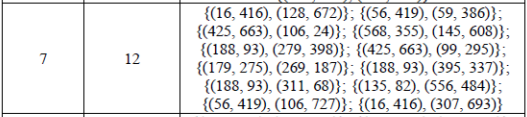 {(16, 416), (128, 672)}; {(56, 419), (59, 386)};
{(425, 663), (106, 24)}; {(568, 355), (145, 608)};
{(188, 93), (279, 398)}; {(425, 663), (99, 295)};
7 12 {(179, 275), (269, 187)}; {(188, 93), (395, 337)};
{(188, 93), (311, 68)}; {(135, 82), (556, 484)};
{(56, 419), (106, 727)}; {(16, 416), (307, 693)}